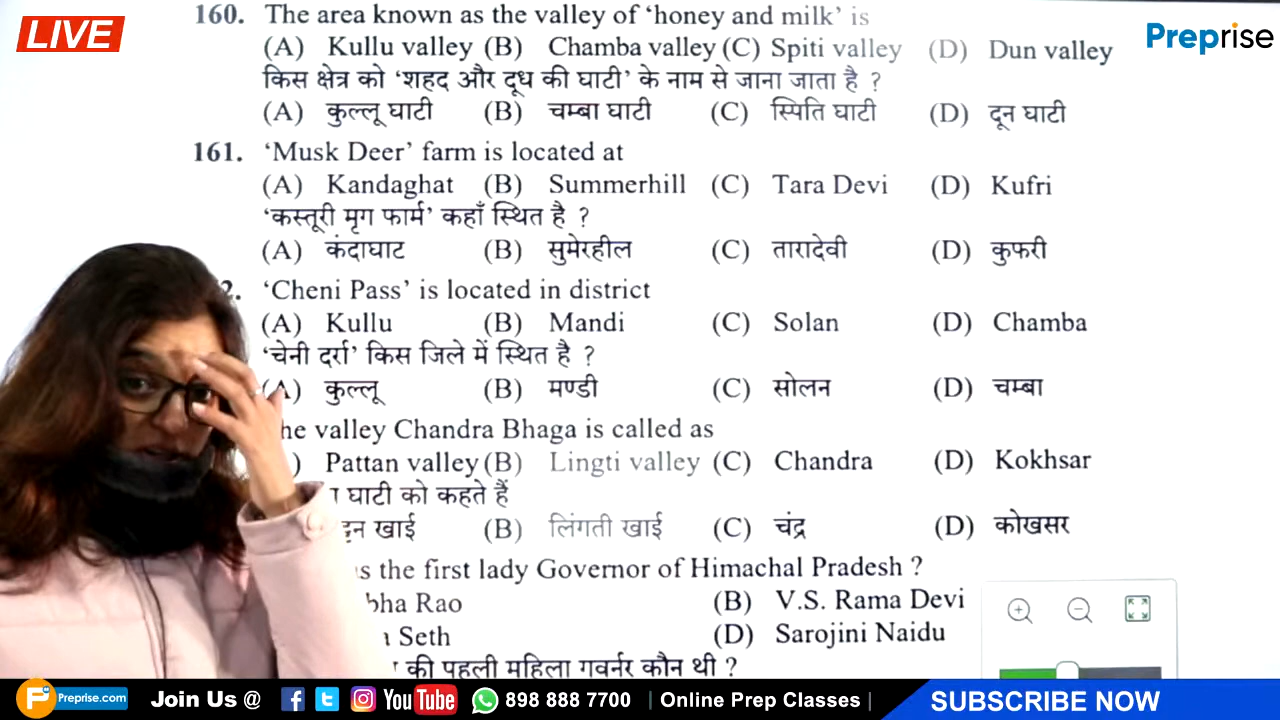 LIVE
Preprise
160. The area known as the valley of ‘honey and milk’ is
(A) Kullu valley (B) Chamba valley (C) Spiti valley (D) Dun valley
किस क्षेत्र को ‘शहद और दूध की घाटी’ के नाम से जाना जाता है ?
(A) कुल्लू घाटी (B) चम्बा घाटी (C) स्पिति घाटी (D) दून घाटी
161. ‘Musk Deer’ farm is located at
(A) Kandaghat (B) Summerhill (C) Tara Devi (D) Kufri
‘कस्तूरी मृग फार्म’ कहाँ स्थित है ?
(A) कंदाघाट (B) सुमेरहील (C) तारादेवी (D) कुफरी
2. ‘Cheni Pass’ is located in district
(A) Kullu (B) Mandi (C) Solan (D) Chamba
‘चेनी दर्रा’ किस जिले में स्थित है ?
(A) कुल्लू (B) मण्डी (C) सोलन (D) चम्बा
he valley Chandra Bhaga is called as
) Pattan valley (B) Lingti valley (C) Chandra (D) Kokhsar
घाटी को कहते हैं
खाई (B) लिंगती खाई (C) चंद्र (D) कोखसर
s the first lady Governor of Himachal Pradesh ?
bha Rao (B) V.S. Rama Devi
Seth (D) Sarojini Naidu
की पहली महिला गवर्नर कौन थी ?
Preprise.com Join Us @ YouTube 898 888 7700 | Online Prep Classes | SUBSCRIBE NOW